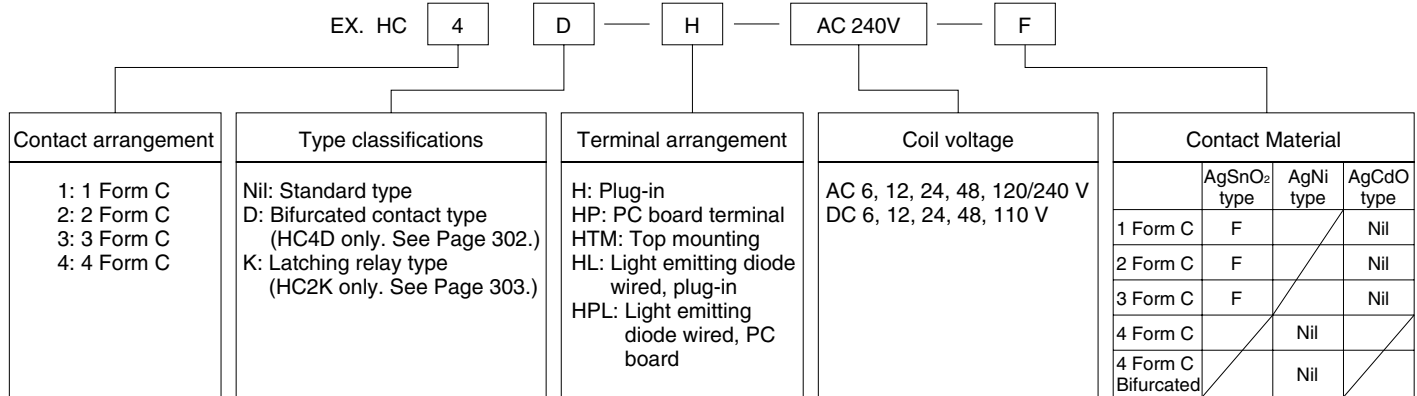 EX. HC 4 D H AC 240V F
Contact arrangement
1: 1 Form C
2: 2 Form C
3: 3 Form C
4: 4 Form C
Type classifications
Nil: Standard type
D: Bifurcated contact type
(HC4D only. See Page 302.)
K: Latching relay type
(HC2K only. See Page 303.)
Terminal arrangement
H: Plug-in
HP: PC board terminal
HTM: Top mounting
HL: Light emitting diode
wired, plug-in
HPL: Light emitting
diode wired, PC
board
Coil voltage
AC 6, 12, 24, 48, 120/240 V
DC 6, 12, 24, 48, 110 V
Contact Material
AgSnO₂ type AgNi type AgCdO type
1 Form C F Nil
2 Form C F Nil
3 Form C F Nil
4 Form C Nil
4 Form C
Bifurcated Nil